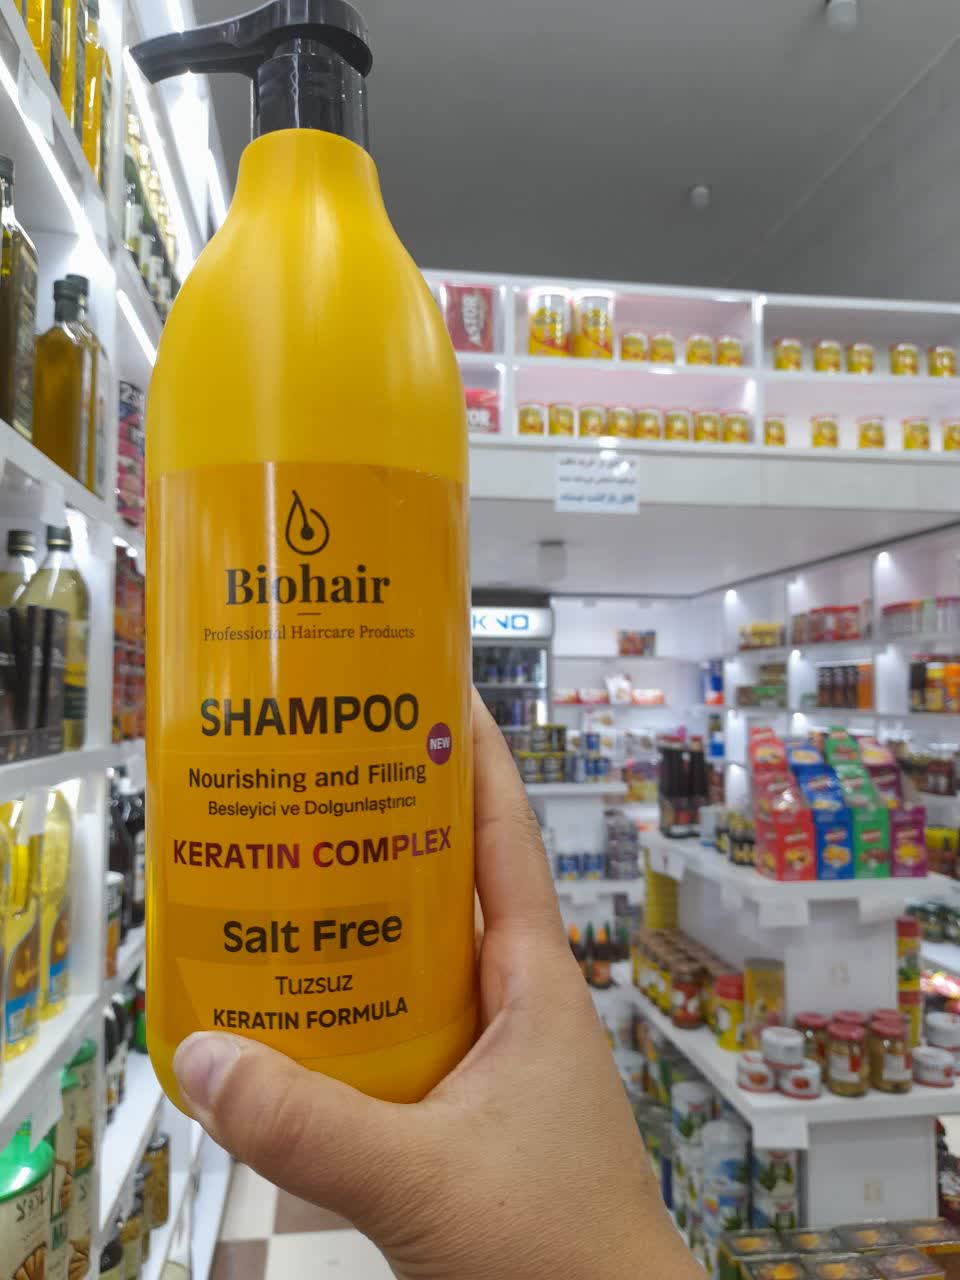 Biohair
Professional Haircare Products
SHAMPOO
NEW
Nourishing and Filling
Besleyici ve Dolgunlaştırıcı
KERATIN COMPLEX
Salt Free
Tuzsuz
KERATIN FORMULA
ASTOR